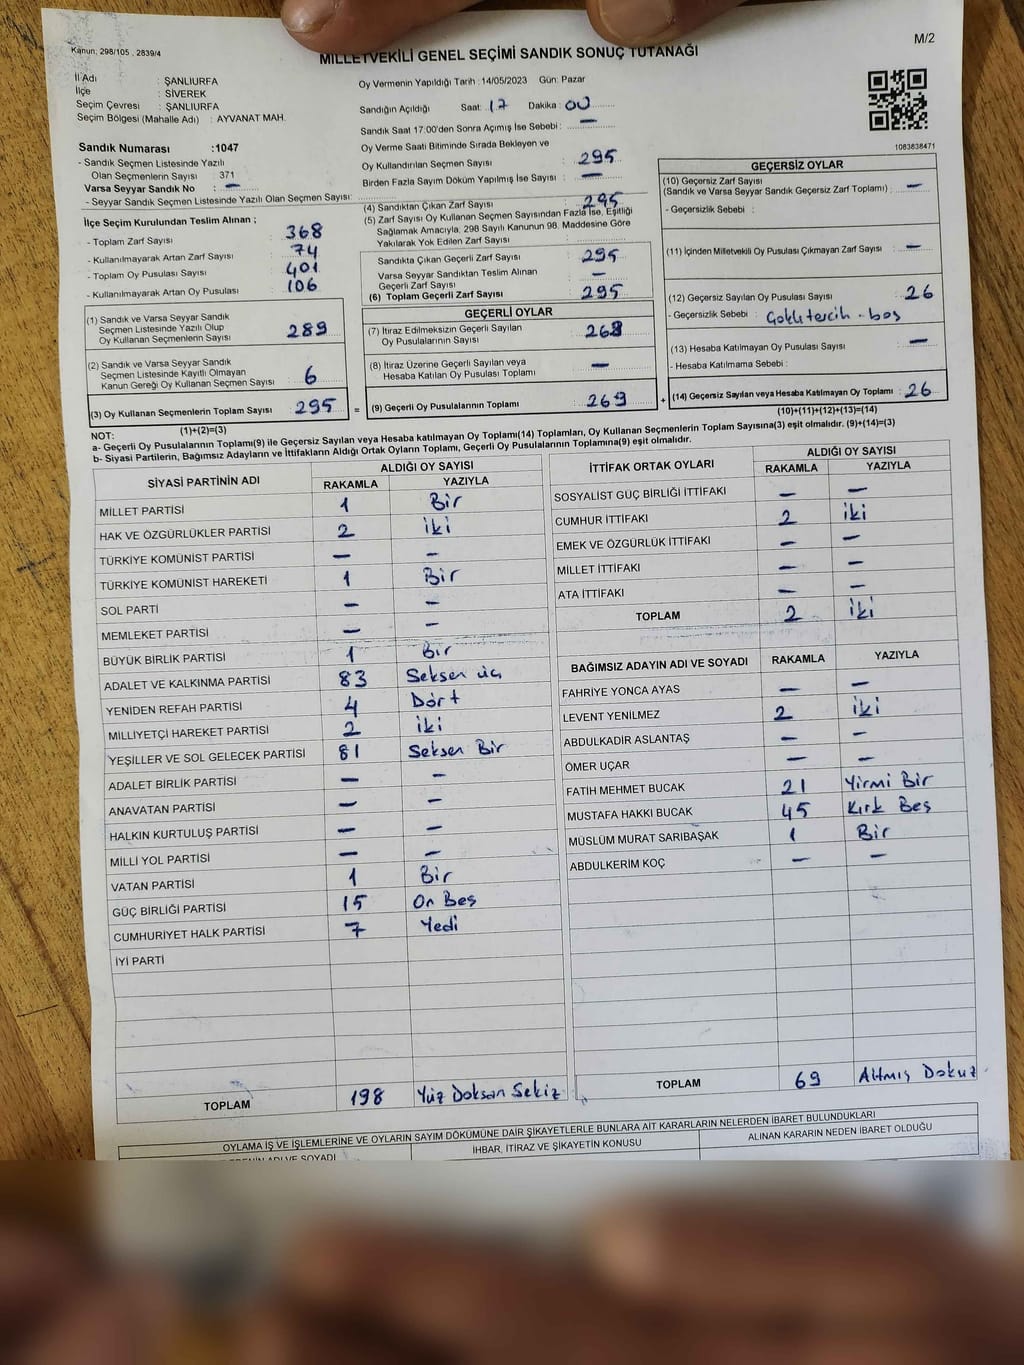 Kanun; 298/105 . 2839/4
MİLLETVEKİLİ GENEL SEÇİMİ SANDIK SONUÇ TUTANAĞI
M/2
İl Adı : ŞANLIURFA
İlçe : SİVEREK
Seçim Çevresi : ŞANLIURFA
Seçim Bölgesi (Mahalle Adı) : AYVANAT MAH.
Oy Vermenin Yapıldığı Tarih : 14/05/2023 Gün: Pazar
Sandığın Açıldığı Saat: 17 Dakika : 00
Sandık Saat 17:00'den Sonra Açımış İse Sebebi : —
Oy Verme Saati Bitiminde Sırada Bekleyen ve
Oy Kullandırılan Seçmen Sayısı : 295
Birden Fazla Sayım Döküm Yapılmış İse Sayısı : —
1083838471
Sandık Numarası :1047
- Sandık Seçmen Listesinde Yazılı
Olan Seçmenlerin Sayısı : 371
Varsa Seyyar Sandık No : —
- Seyyar Sandık Seçmen Listesinde Yazılı Olan Seçmen Sayısı:
İlçe Seçim Kurulundan Teslim Alınan ;
- Toplam Zarf Sayısı : 368
- Kullanılmayarak Artan Zarf Sayısı : 74
- Toplam Oy Pusulası Sayısı : 401
- Kullanılmayarak Artan Oy Pusulası : 106
(4) Sandıktan Çıkan Zarf Sayısı : 295
(5) Zarf Sayısı Oy Kullanan Seçmen Sayısından Fazla İse, Eşitliği
Sağlamak Amacıyla, 298 Sayılı Kanunun 98. Maddesine Göre
Yakılarak Yok Edilen Zarf Sayısı :
Sandıkta Çıkan Geçerli Zarf Sayısı : 295
Varsa Seyyar Sandıktan Teslim Alınan
Geçerli Zarf Sayısı : —
(6) Toplam Geçerli Zarf Sayısı : 295
GEÇERSİZ OYLAR
(10) Geçersiz Zarf Sayısı
(Sandık ve Varsa Seyyar Sandık Geçersiz Zarf Toplamı) : —
- Geçersizlik Sebebi :
(11) İçinden Milletvekili Oy Pusulası Çıkmayan Zarf Sayısı : —
(12) Geçersiz Sayılan Oy Pusulası Sayısı : 26
- Geçersizlik Sebebi :
(13) Hesaba Katılmayan Oy Pusulası Sayısı : —
- Hesaba Katılmama Sebebi :
(14) Geçersiz Sayılan veya Hesaba Katılmayan Oy Toplamı : 26
(10)+(11)+(12)+(13)=(14)
(1) Sandık ve Varsa Seyyar Sandık
Seçmen Listesinde Yazılı Olup
Oy Kullanan Seçmenlerin Sayısı : 289
(2) Sandık ve Varsa Seyyar Sandık
Seçmen Listesinde Kayıtlı Olmayan
Kanun Gereği Oy Kullanan Seçmen Sayısı : 6
(3) Oy Kullanan Seçmenlerin Toplam Sayısı : 295 =
(1)+(2)=(3)
GEÇERLİ OYLAR
(7) İtiraz Edilmeksizin Geçerli Sayılan
Oy Pusulalarının Sayısı :
(8) İtiraz Üzerine Geçerli Sayılan veya
Hesaba Katılan Oy Pusulası Toplamı : —
(9) Geçerli Oy Pusulalarının Toplamı : 269 +
NOT:
a- Geçerli Oy Pusulalarının Toplamı(9) ile Geçersiz Sayılan veya Hesaba katılmayan Oy Toplamı(14) Toplamları, Oy Kullanan Seçmenlerin Toplam Sayısına(3) eşit olmalıdır. (9)+(14)=(3)
b- Siyasi Partilerin, Bağımsız Adayların ve İttifakların Aldığı Ortak Oyların Toplamı, Geçerli Oy Pusulalarının Toplamına(9) eşit olmalıdır.
SİYASİ PARTİNİN ADI ALDIĞI OY SAYISI
RAKAMLA YAZIYLA
MİLLET PARTİSİ 1 Bir
HAK VE ÖZGÜRLÜKLER PARTİSİ 2 iki
TÜRKİYE KOMÜNİST PARTİSİ — —
TÜRKİYE KOMÜNİST HAREKETİ 1 Bir
SOL PARTİ — —
MEMLEKET PARTİSİ — —
BÜYÜK BİRLİK PARTİSİ 1 Bir
ADALET VE KALKINMA PARTİSİ 83 Seksen üç
YENİDEN REFAH PARTİSİ 4 Dört
MİLLİYETÇİ HAREKET PARTİSİ 2 iki
YEŞİLLER VE SOL GELECEK PARTİSİ 81 Seksen Bir
ADALET BİRLİK PARTİSİ — —
ANAVATAN PARTİSİ — —
HALKIN KURTULUŞ PARTİSİ — —
MİLLİ YOL PARTİSİ — —
VATAN PARTİSİ 1 Bir
GÜÇ BİRLİĞİ PARTİSİ 15 On Beş
CUMHURİYET HALK PARTİSİ 7 Yedi
İYİ PARTİ
TOPLAM 198 Yüz Doksan Sekiz
İTTİFAK ORTAK OYLARI ALDIĞI OY SAYISI
RAKAMLA YAZIYLA
SOSYALİST GÜÇ BİRLİĞİ İTTİFAKI — —
CUMHUR İTTİFAKI 2 iki
EMEK VE ÖZGÜRLÜK İTTİFAKI — —
MİLLET İTTİFAKI — —
ATA İTTİFAKI — —
TOPLAM 2 iki
BAĞIMSIZ ADAYIN ADI VE SOYADI RAKAMLA YAZIYLA
FAHRİYE YONCA AYAS — —
LEVENT YENİLMEZ 2 iki
ABDULKADİR ASLANTAŞ — —
ÖMER UÇAR — —
FATİH MEHMET BUCAK 21 Yirmi Bir
MUSTAFA HAKKI BUCAK 45 Kırk Beş
MÜSLÜM MURAT SARIBAŞAK 1 Bir
ABDULKERİM KOÇ — —
TOPLAM 69 Altmış Dokuz
OYLAMA İŞ VE İŞLEMLERİNE VE OYLARIN SAYIM DÖKÜMÜNE DAİR ŞİKAYETLERLE BUNLARA AİT KARARLARIN NELERDEN İBARET BULUNDUKLARI
İHBAR, İTİRAZ VE ŞİKAYETİN KONUSU
ALINAN KARARIN NEDEN İBARET OLDUĞU